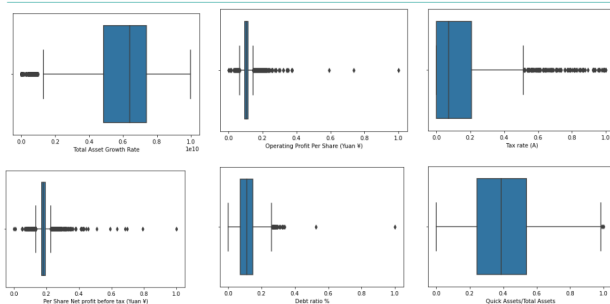 0.0 0.2 0.4 0.6 0.8 1.0
1e10
Total Asset Growth Rate
0.0 0.2 0.4 0.6 0.8 1.0
Operating Profit Per Share (Yuan ¥)
0.0 0.2 0.4 0.6 0.8 1.0
Tax rate (A)
0.0 0.2 0.4 0.6 0.8 1.0
Per Share Net profit before tax (Yuan ¥)
0.0 0.2 0.4 0.6 0.8 1.0
Debt ratio %
0.0 0.2 0.4 0.6 0.8 1.0
Quick Assets/Total Assets